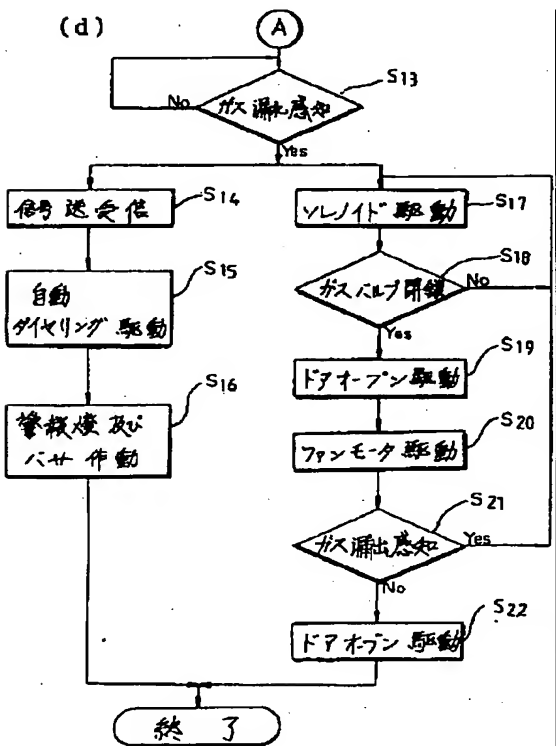 (d)
A
S13
ガス漏れ感知
No
Yes
信号送受信
S14
自動
ダイヤリング駆動
S15
警報燈及び
バザ作動
S16
ソレノイド駆動
S17
ガスバルブ閉鎖
S18
No
Yes
ドアオープン駆動
S19
ファンモータ駆動
S20
ガス漏出感知
S21
Yes
No
ドアオープン駆動
S22
終了